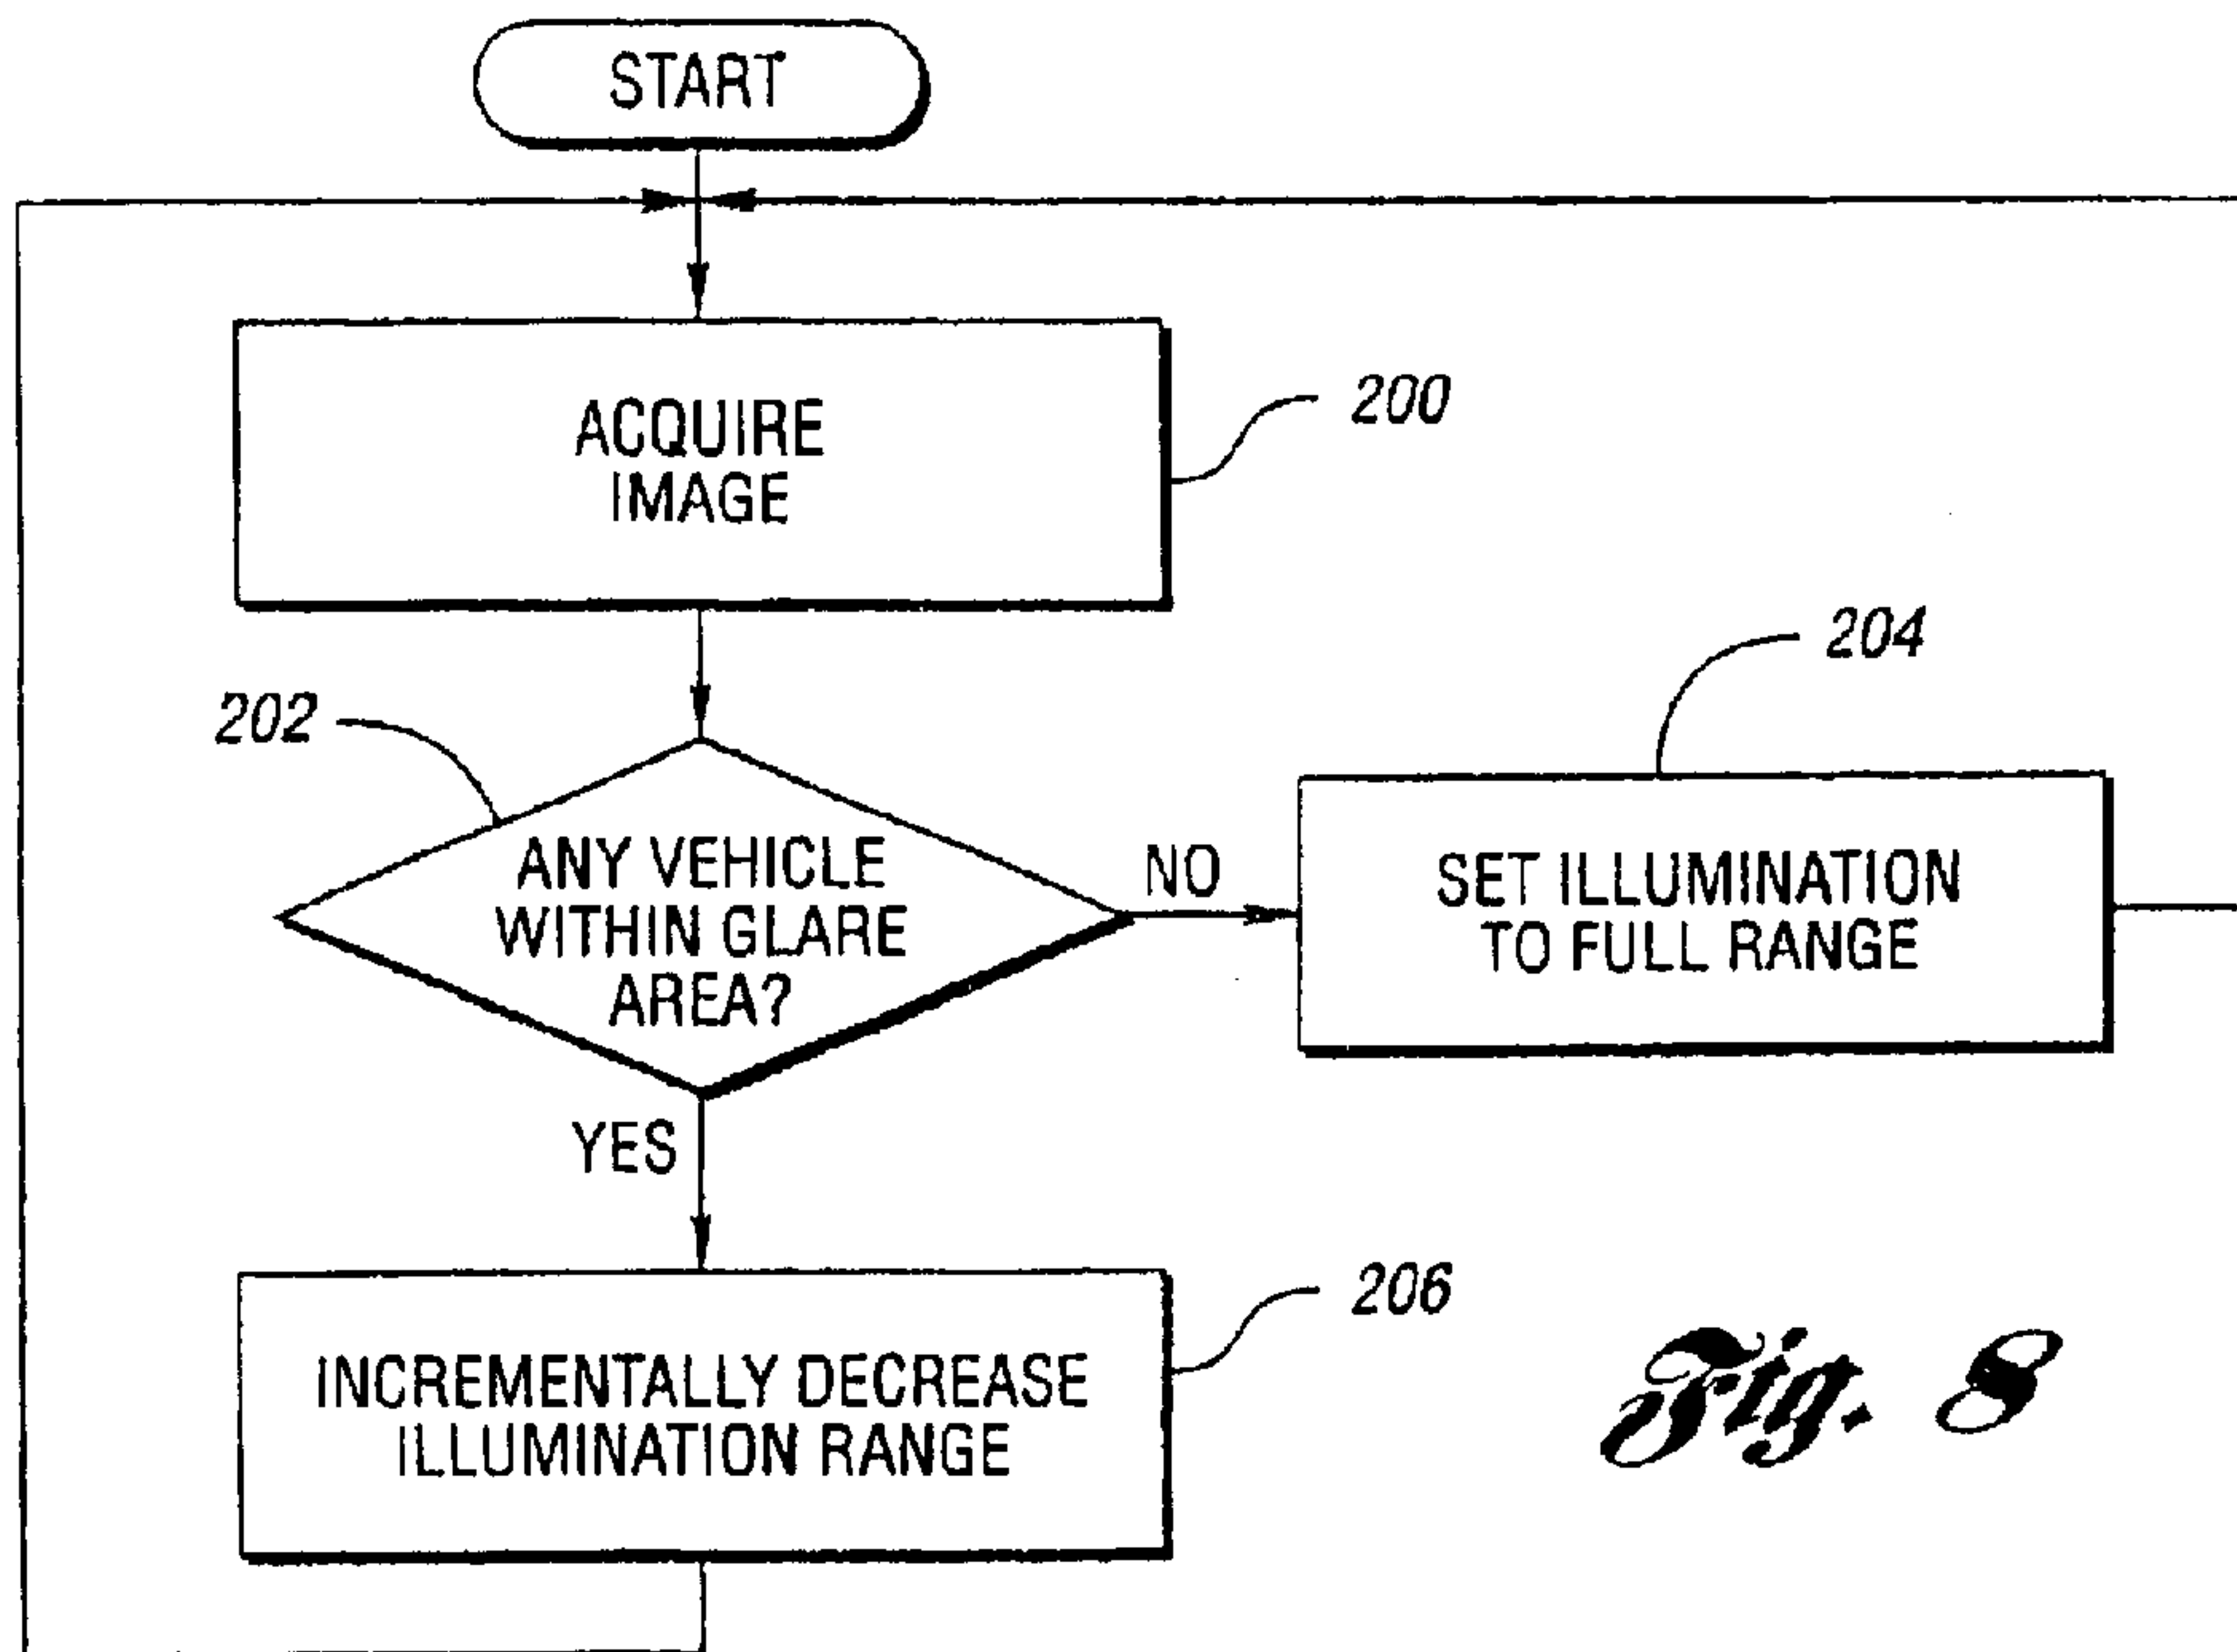 START
ACQUIRE
IMAGE
200
202
ANY VEHICLE
WITHIN GLARE
AREA?
NO
204
SET ILLUMINATION
TO FULL RANGE
YES
206
INCREMENTALLY DECREASE
ILLUMINATION RANGE
Fig. 8